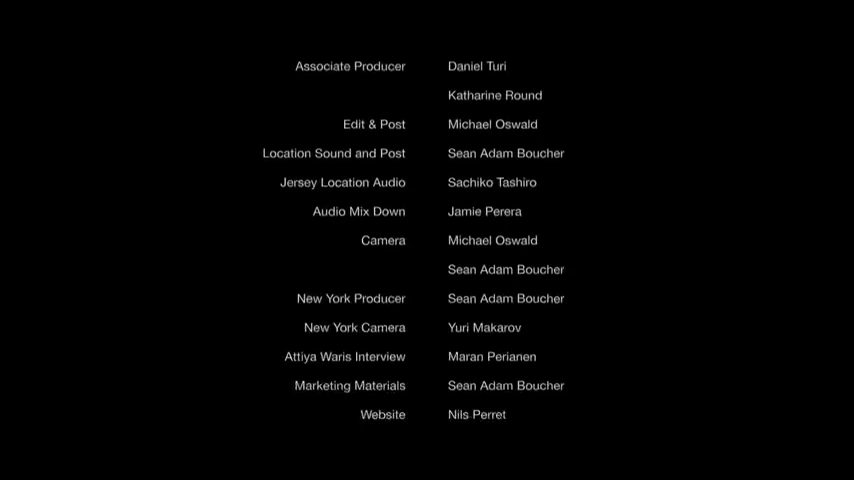 Associate Producer Daniel Turi
Katharine Round
Edit & Post Michael Oswald
Location Sound and Post Sean Adam Boucher
Jersey Location Audio Sachiko Tashiro
Audio Mix Down Jamie Perera
Camera Michael Oswald
Sean Adam Boucher
New York Producer Sean Adam Boucher
New York Camera Yuri Makarov
Attiya Waris Interview Maran Perianen
Marketing Materials Sean Adam Boucher
Website Nils Perret